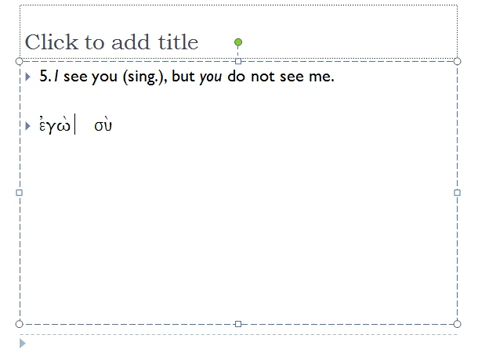 Click to add title
5. I see you (sing.), but you do not see me.
ἐγὼ σὺ